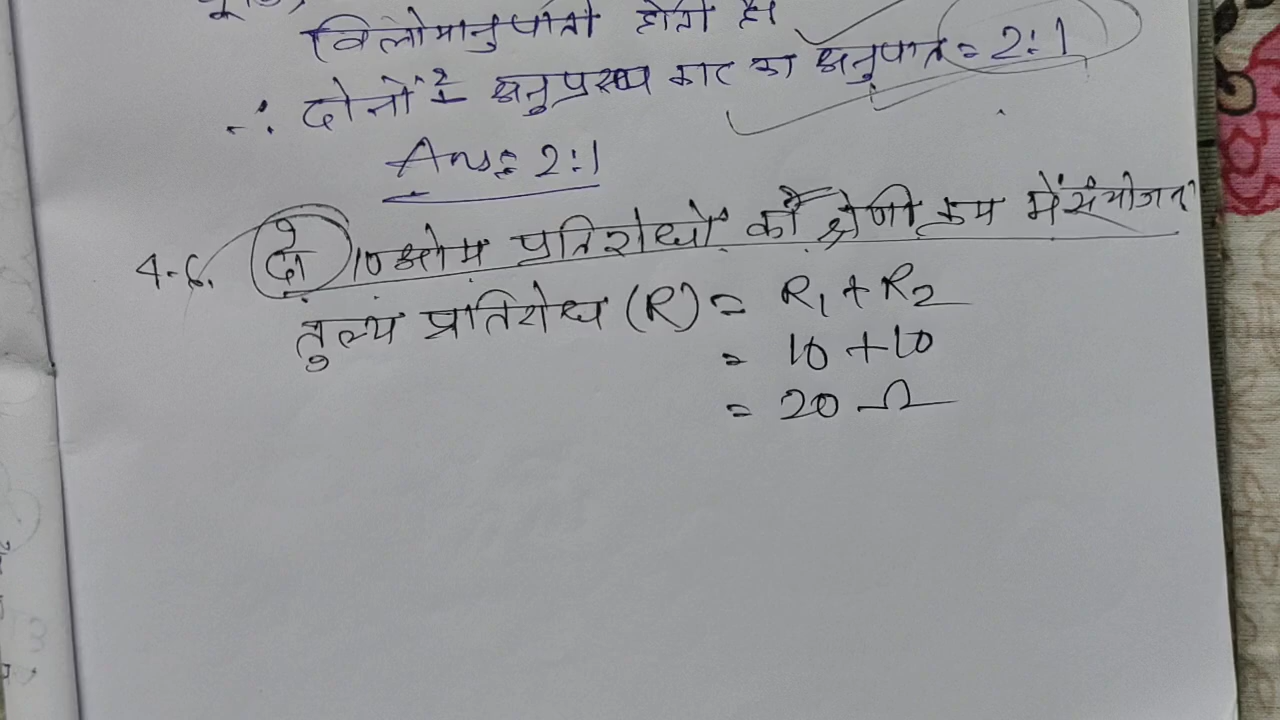 विलोमानुपाती होती है।
∴ दोनों के अनुप्रस्थ काट का अनुपात = 2:1
Ans = 2:1
4-6. दो 10 ओम प्रतिरोधों को श्रेणी क्रम में संयोजन
तुल्य प्रतिरोध (R) = R₁ + R₂
= 10 + 10
= 20 Ω